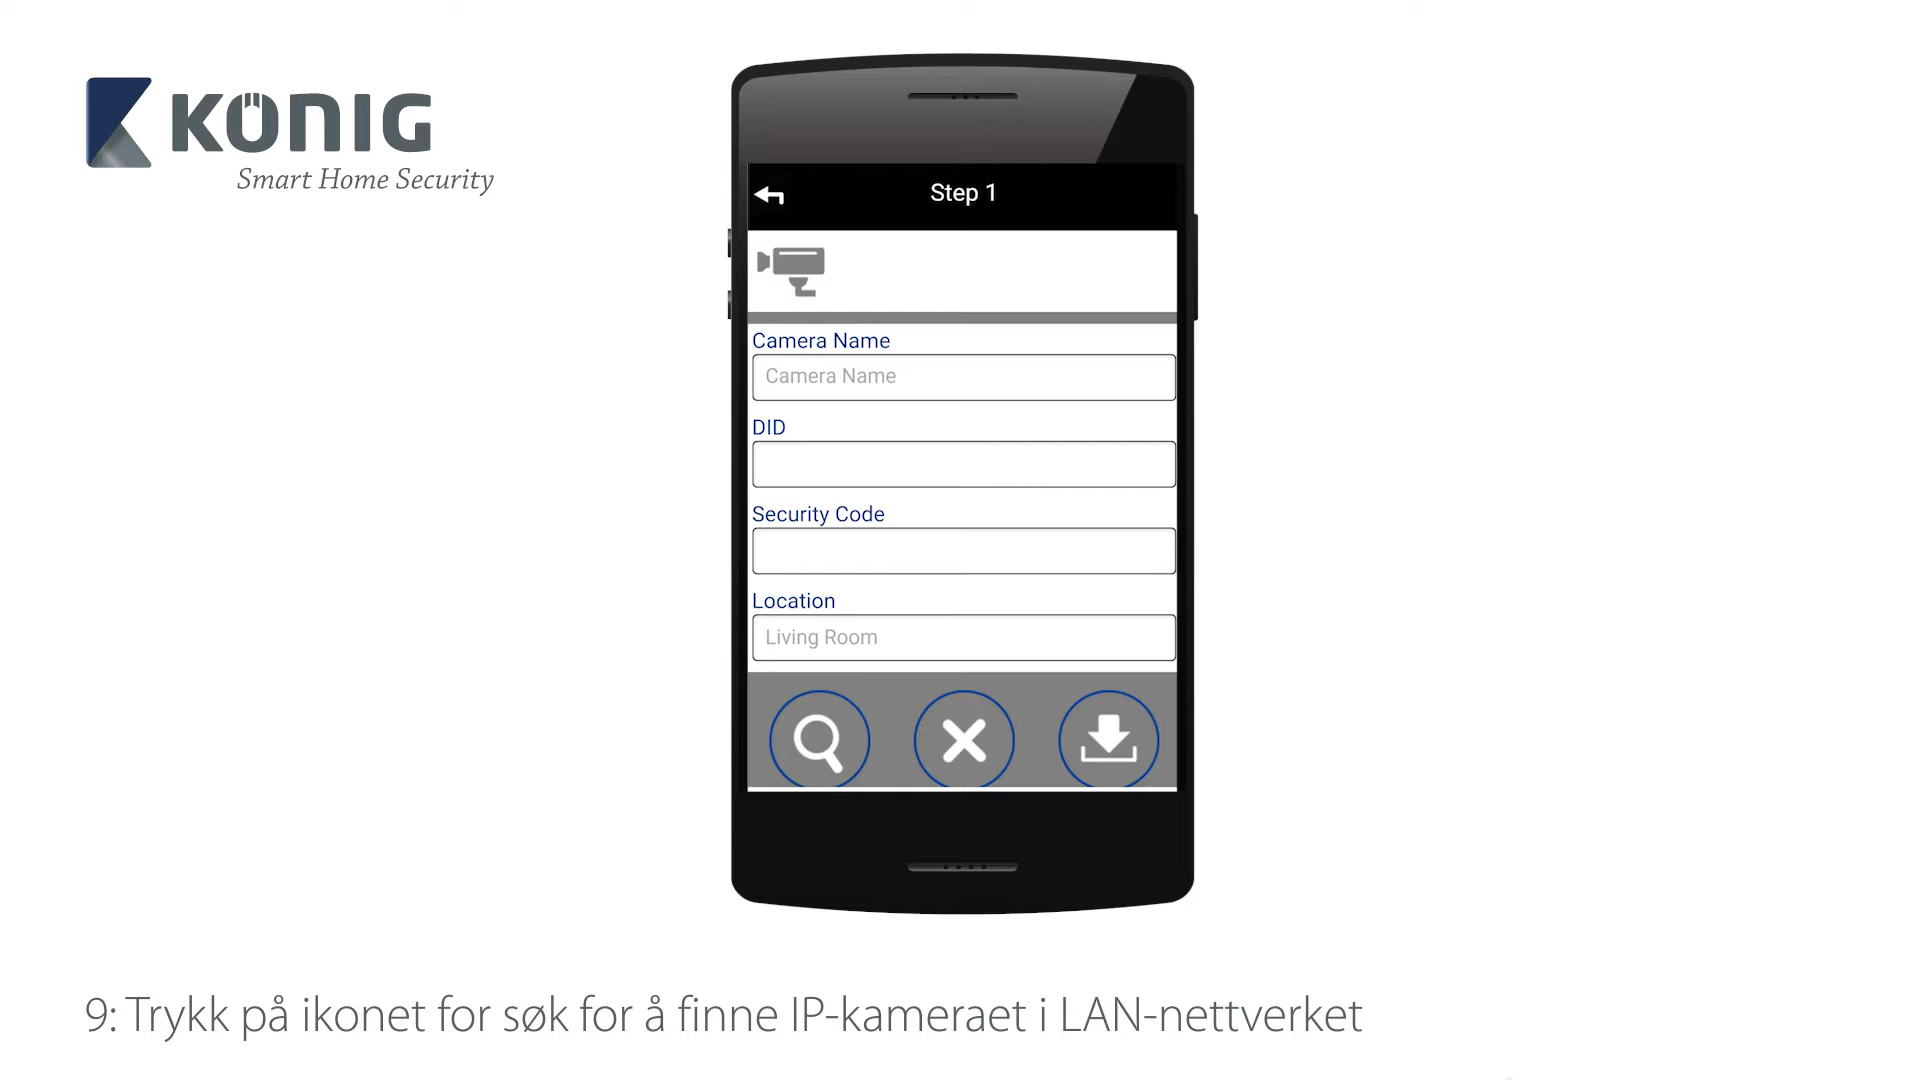 KÖNIG
Smart Home Security
Step 1
Camera Name
Camera Name
DID
Security Code
Location
Living Room
9: Trykk på ikonet for søk for å finne IP-kameraet i LAN-nettverket